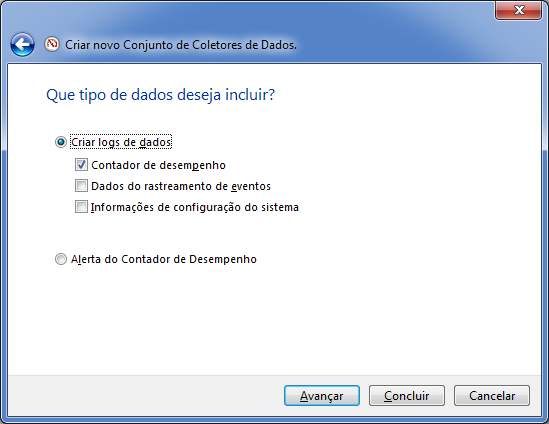 Criar novo Conjunto de Coletores de Dados.
Que tipo de dados deseja incluir?
Criar logs de dados
Contador de desempenho
Dados do rastreamento de eventos
Informações de configuração do sistema
Alerta do Contador de Desempenho
Avançar Concluir Cancelar